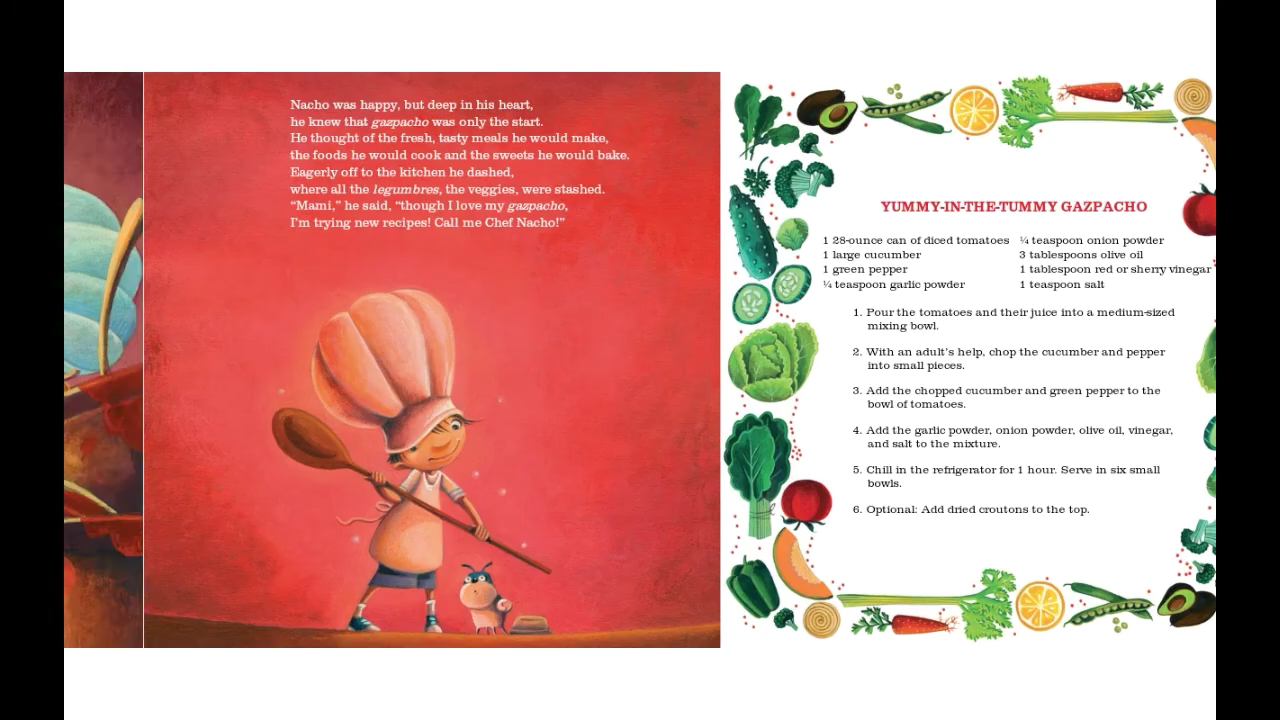 Nacho was happy, but deep in his heart,
he knew that gazpacho was only the start.
He thought of the fresh, tasty meals he would make,
the foods he would cook and the sweets he would bake.
Eagerly off to the kitchen he dashed,
where all the legumbres, the veggies, were stashed.
“Mami,” he said, “though I love my gazpacho,
I’m trying new recipes! Call me Chef Nacho!”
YUMMY-IN-THE-TUMMY GAZPACHO
1 28-ounce can of diced tomatoes
1 large cucumber
1 green pepper
¼ teaspoon garlic powder
¼ teaspoon onion powder
3 tablespoons olive oil
1 tablespoon red or sherry vinegar
1 teaspoon salt
1. Pour the tomatoes and their juice into a medium-sized
mixing bowl.
2. With an adult’s help, chop the cucumber and pepper
into small pieces.
3. Add the chopped cucumber and green pepper to the
bowl of tomatoes.
4. Add the garlic powder, onion powder, olive oil, vinegar,
and salt to the mixture.
5. Chill in the refrigerator for 1 hour. Serve in six small
bowls.
6. Optional: Add dried croutons to the top.